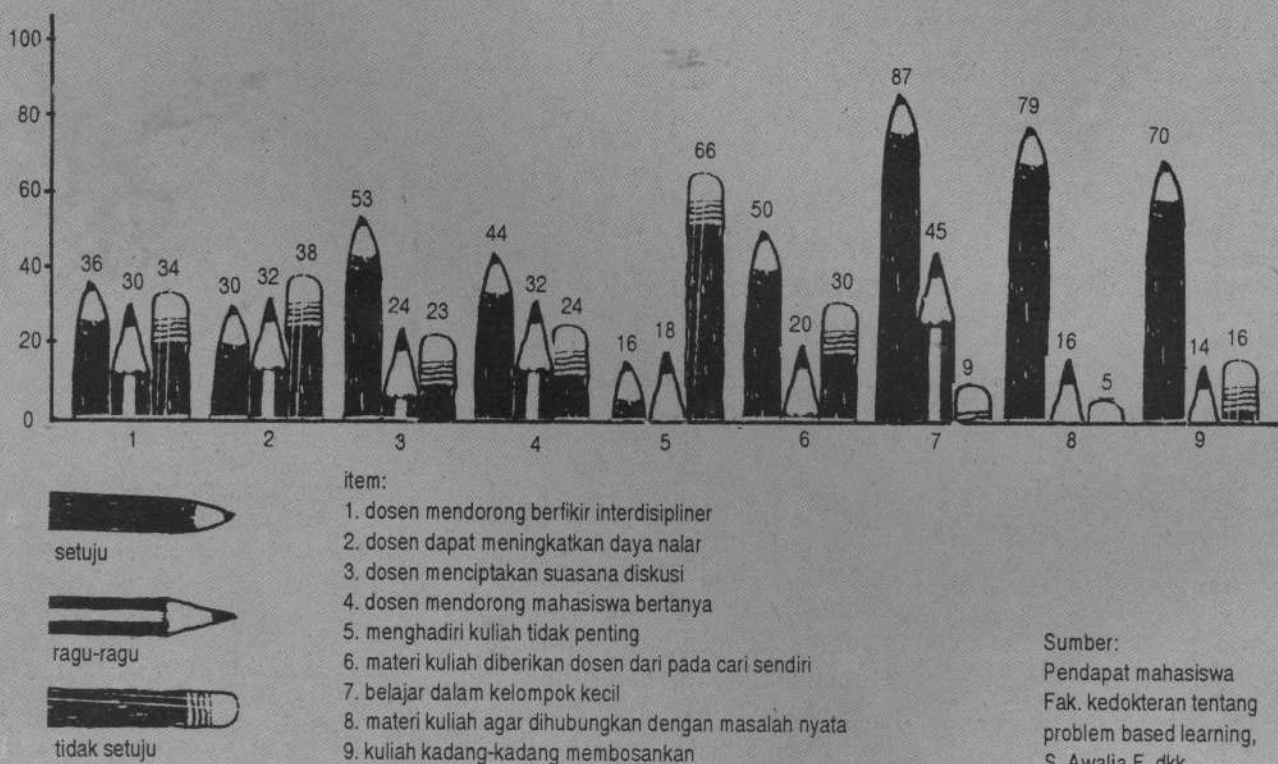 100
80
60
40
20
0
36 30 34
30 32 38
53 24 23
44 32 24
16 18 66
50 20 30
87 45 9
79 16 5
70 14 16
1 2 3 4 5 6 7 8 9
setuju
ragu-ragu
tidak setuju
item:
1. dosen mendorong berfikir interdisipliner
2. dosen dapat meningkatkan daya nalar
3. dosen menciptakan suasana diskusi
4. dosen mendorong mahasiswa bertanya
5. menghadiri kuliah tidak penting
6. materi kuliah diberikan dosen dari pada cari sendiri
7. belajar dalam kelompok kecil
8. materi kuliah agar dihubungkan dengan masalah nyata
9. kuliah kadang-kadang membosankan
Sumber:
Pendapat mahasiswa
Fak. kedokteran tentang
problem based learning,
S. Awalia F. dkk